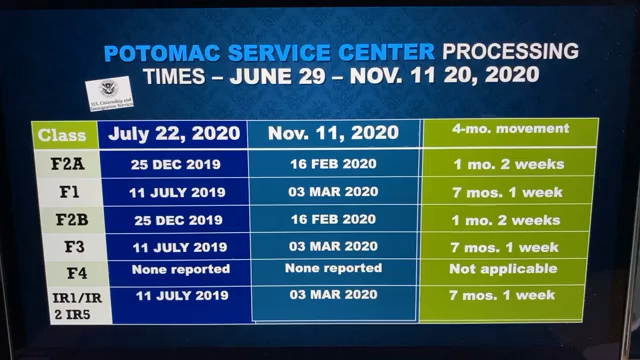 POTOMAC SERVICE CENTER PROCESSING
TIMES – JUNE 29 – NOV. 11 20, 2020
U.S. Citizenship and
Immigration Services
Class July 22, 2020 Nov. 11, 2020 4-mo. movement
F2A 25 DEC 2019 16 FEB 2020 1 mo. 2 weeks
F1 11 JULY 2019 03 MAR 2020 7 mos. 1 week
F2B 25 DEC 2019 16 FEB 2020 1 mo. 2 weeks
F3 11 JULY 2019 03 MAR 2020 7 mos. 1 week
F4 None reported None reported Not applicable
IR1/IR 11 JULY 2019 03 MAR 2020 7 mos. 1 week
2 IR5